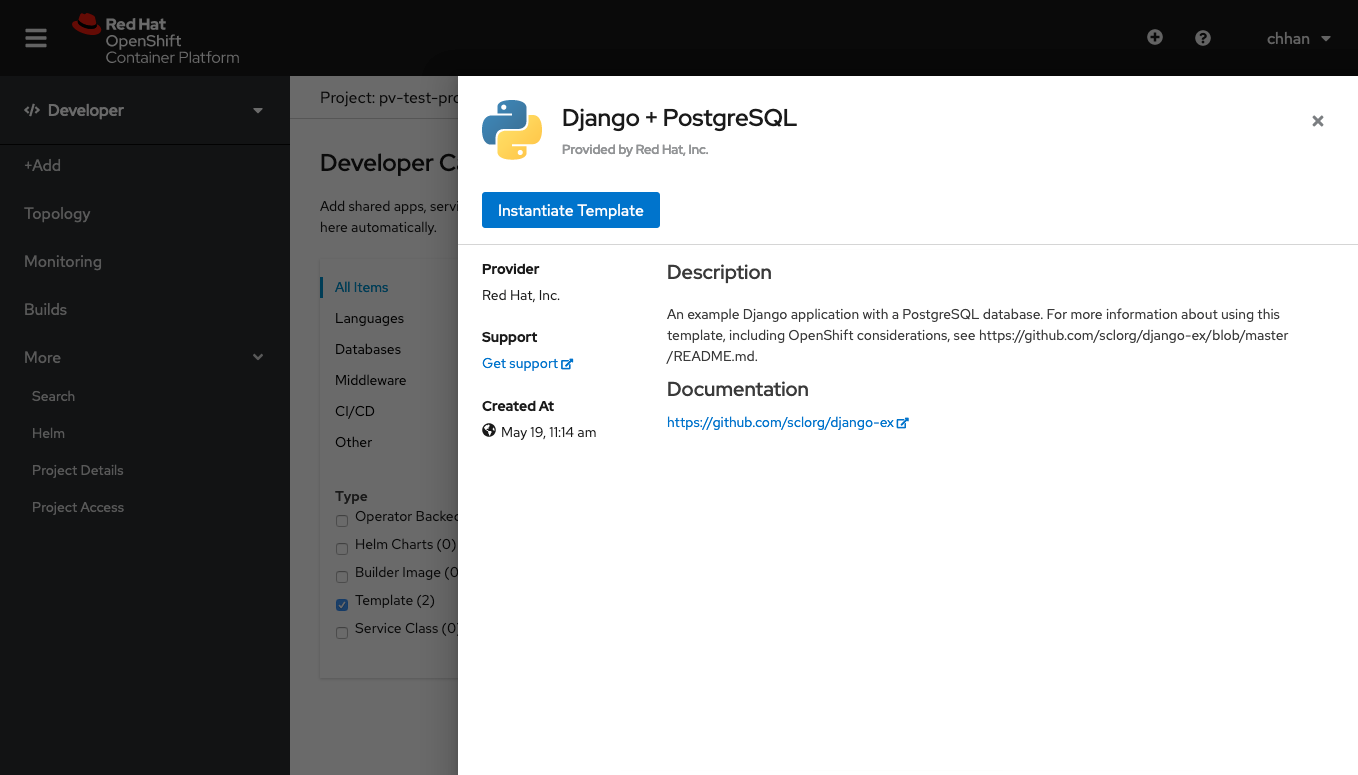 Red Hat
OpenShift
Container Platform
chhan
Developer
+Add
Topology
Monitoring
Builds
More
Search
Helm
Project Details
Project Access
Project: pv-test-pro
Developer Ca
Add shared apps, servi
here automatically.
All Items
Languages
Databases
Middleware
CI/CD
Other
Type
Operator Backed
Helm Charts (0)
Builder Image (0
Template (2)
Service Class (0)
Django + PostgreSQL
Provided by Red Hat, Inc.
Instantiate Template
Provider
Red Hat, Inc.
Support
Get support
Created At
May 19, 11:14 am
Description
An example Django application with a PostgreSQL database. For more information about using this
template, including OpenShift considerations, see https://github.com/sclorg/django-ex/blob/master
/README.md.
Documentation
https://github.com/sclorg/django-ex